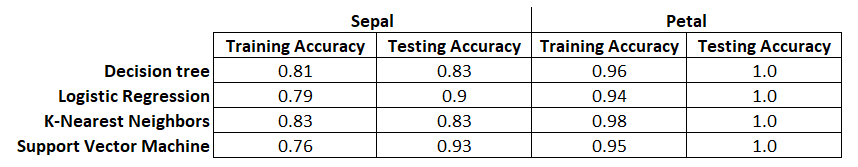 Sepal Petal
Training Accuracy Testing Accuracy Training Accuracy Testing Accuracy
Decision tree 0.81 0.83 0.96 1.0
Logistic Regression 0.79 0.9 0.94 1.0
K-Nearest Neighbors 0.83 0.83 0.98 1.0
Support Vector Machine 0.76 0.93 0.95 1.0